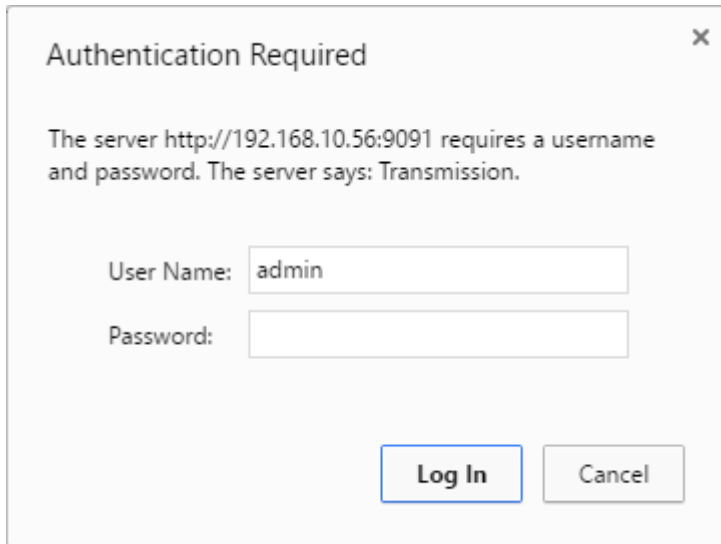 Authentication Required
The server http://192.168.10.56:9091 requires a username
and password. The server says: Transmission.
User Name: admin
Password:
Log In Cancel